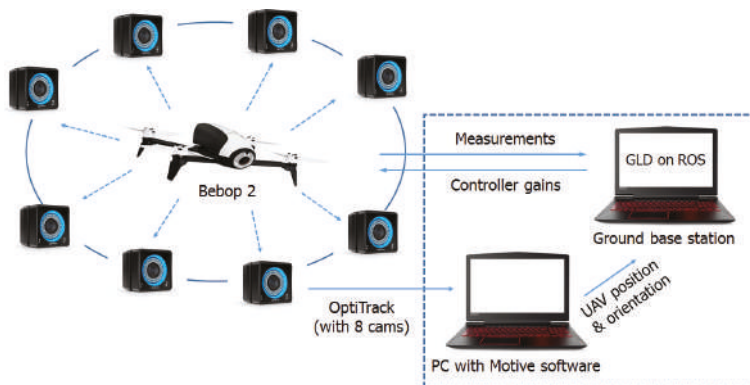 Measurements
GLD on ROS
Controller gains
Bebop 2
Ground base station
UAV position
& orientation
OptiTrack
(with 8 cams)
PC with Motive software